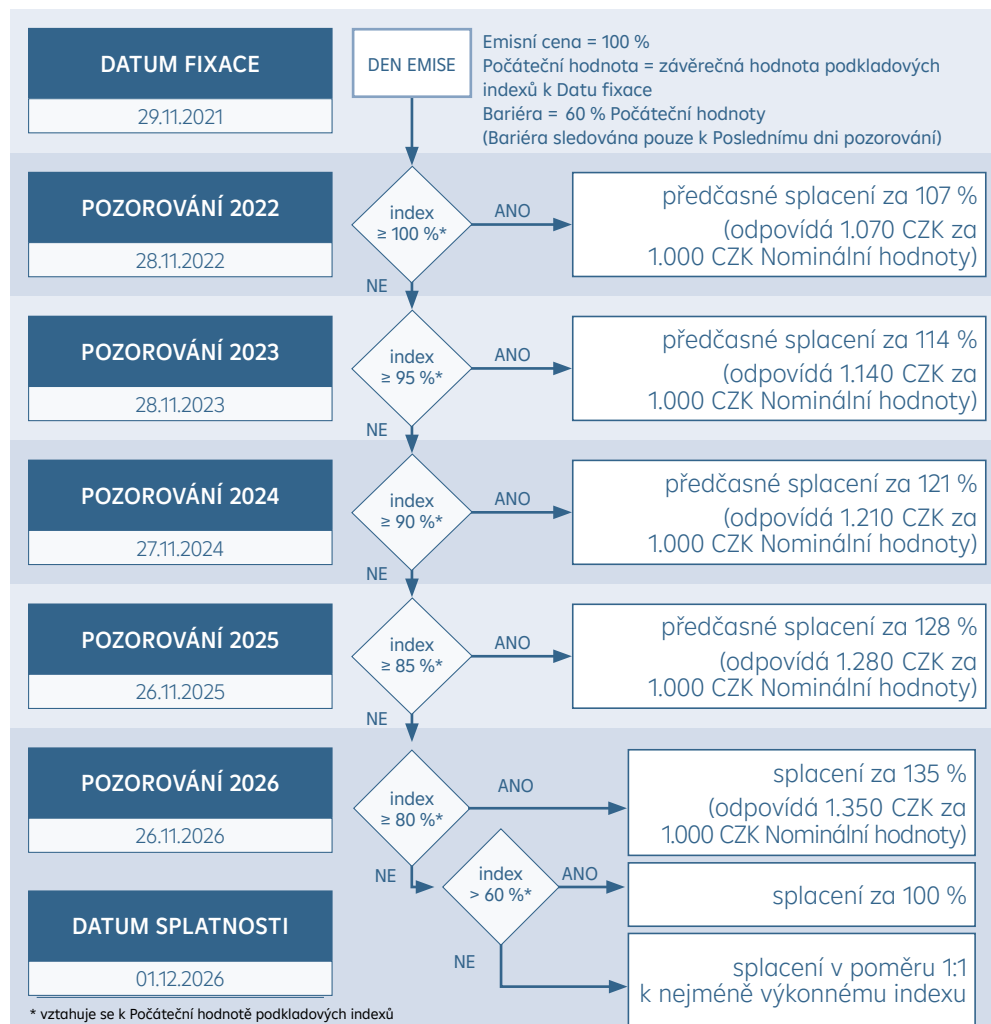 DATUM FIXACE
29.11.2021
DEN EMISE
Emisní cena = 100 %
Počáteční hodnota = závěrečná hodnota podkladových
indexů k Datu fixace
Bariéra = 60 % Počáteční hodnoty
(Bariéra sledována pouze k Poslednímu dni pozorování)
POZOROVÁNÍ 2022
28.11.2022
index
≥ 100 %*
ANO
NE
předčasné splacení za 107 %
(odpovídá 1.070 CZK za
1.000 CZK Nominální hodnoty)
POZOROVÁNÍ 2023
28.11.2023
index
≥ 95 %*
ANO
NE
předčasné splacení za 114 %
(odpovídá 1.140 CZK za
1.000 CZK Nominální hodnoty)
POZOROVÁNÍ 2024
27.11.2024
index
≥ 90 %*
ANO
NE
předčasné splacení za 121 %
(odpovídá 1.210 CZK za
1.000 CZK Nominální hodnoty)
POZOROVÁNÍ 2025
26.11.2025
index
≥ 85 %*
ANO
NE
předčasné splacení za 128 %
(odpovídá 1.280 CZK za
1.000 CZK Nominální hodnoty)
POZOROVÁNÍ 2026
26.11.2026
index
≥ 80 %*
ANO
NE
splacení za 135 %
(odpovídá 1.350 CZK za
1.000 CZK Nominální hodnoty)
index
> 60 %*
ANO
NE
splacení za 100 %
splacení v poměru 1:1
k nejméně výkonnému indexu
DATUM SPLATNOSTI
01.12.2026
* vztahuje se k Počáteční hodnotě podkladových indexů